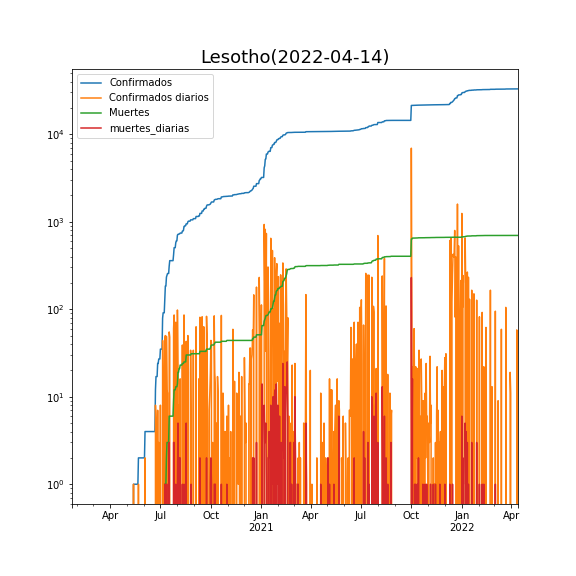 Lesotho(2022-04-14)
Confirmados
Confirmados diarios
Muertes
muertes_diarias
10^4
10^3
10^2
10^1
10^0
Apr Jul Oct Jan Apr Jul Oct Jan Apr
2021 2022